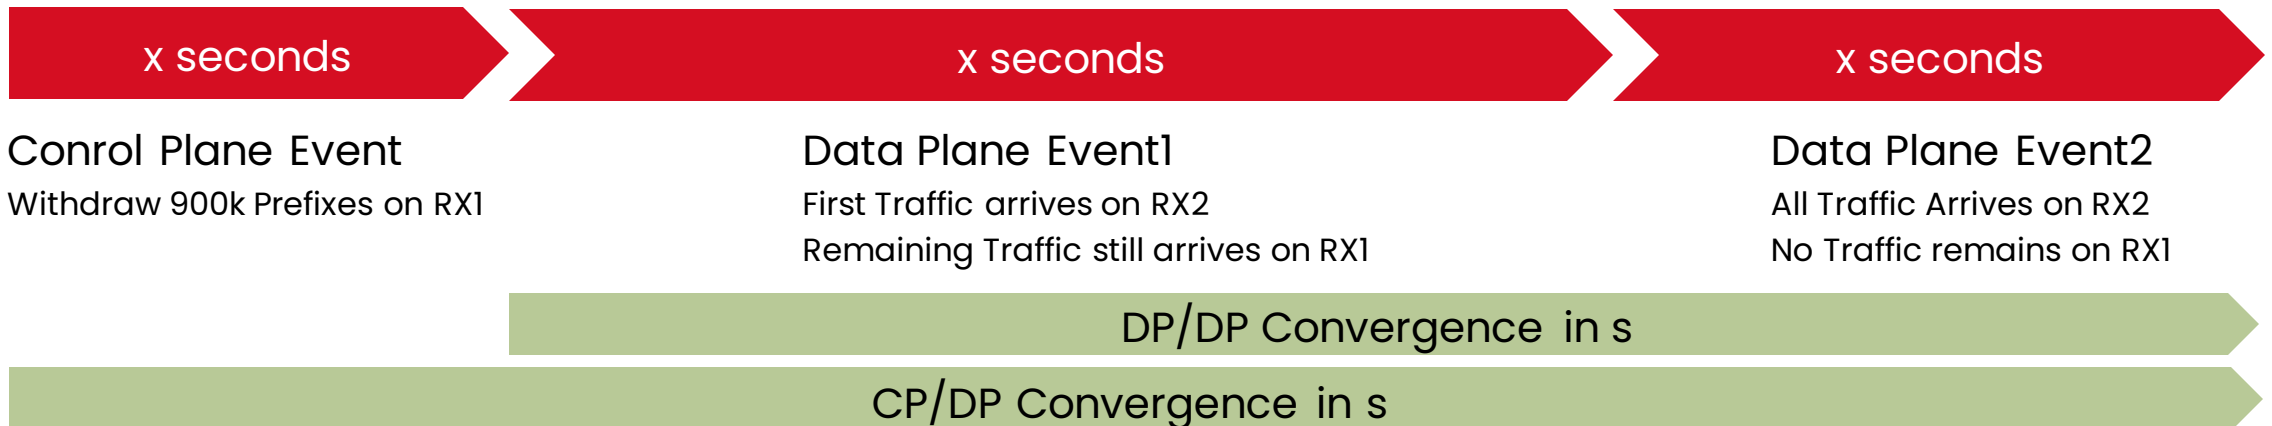 x seconds
x seconds
x seconds
Conrol Plane Event
Withdraw 900k Prefixes on RX1
Data Plane Event1
First Traffic arrives on RX2
Remaining Traffic still arrives on RX1
Data Plane Event2
All Traffic Arrives on RX2
No Traffic remains on RX1
DP/DP Convergence in s
CP/DP Convergence in s